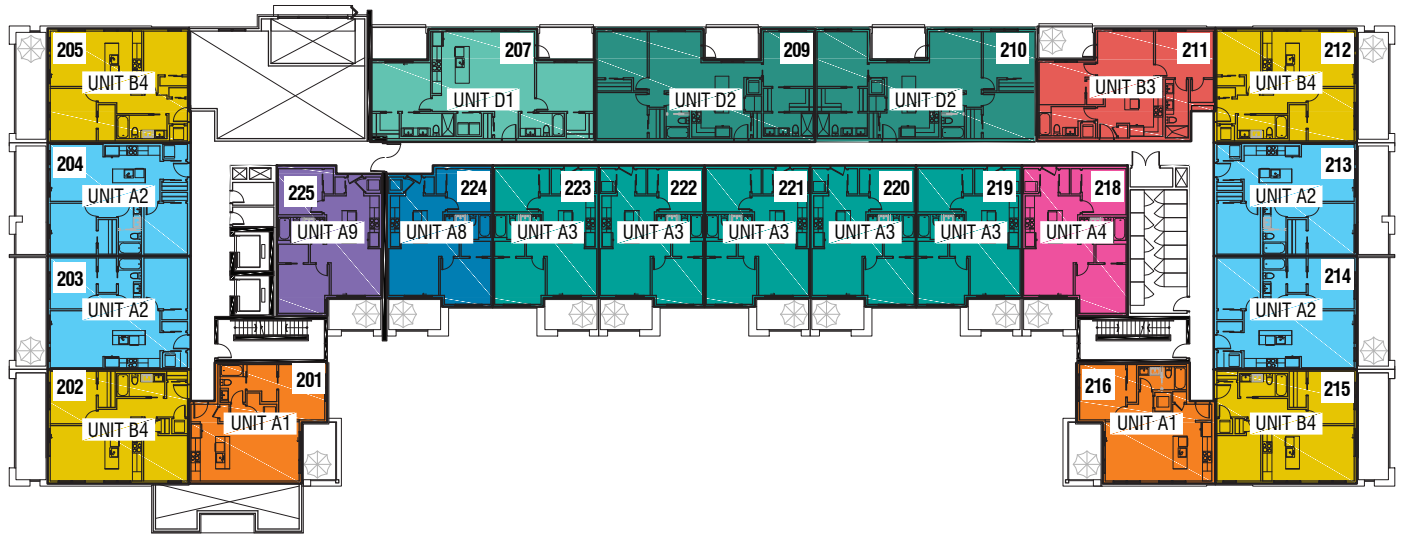 205
UNIT B4
207
UNIT D1
209
UNIT D2
210
UNIT D2
211
UNIT B3
212
UNIT B4
204
UNIT A2
213
UNIT A2
225
UNIT A9
224
UNIT A8
223
UNIT A3
222
UNIT A3
221
UNIT A3
220
UNIT A3
219
UNIT A3
218
UNIT A4
203
UNIT A2
214
UNIT A2
202
UNIT B4
201
UNIT A1
216
UNIT A1
215
UNIT B4